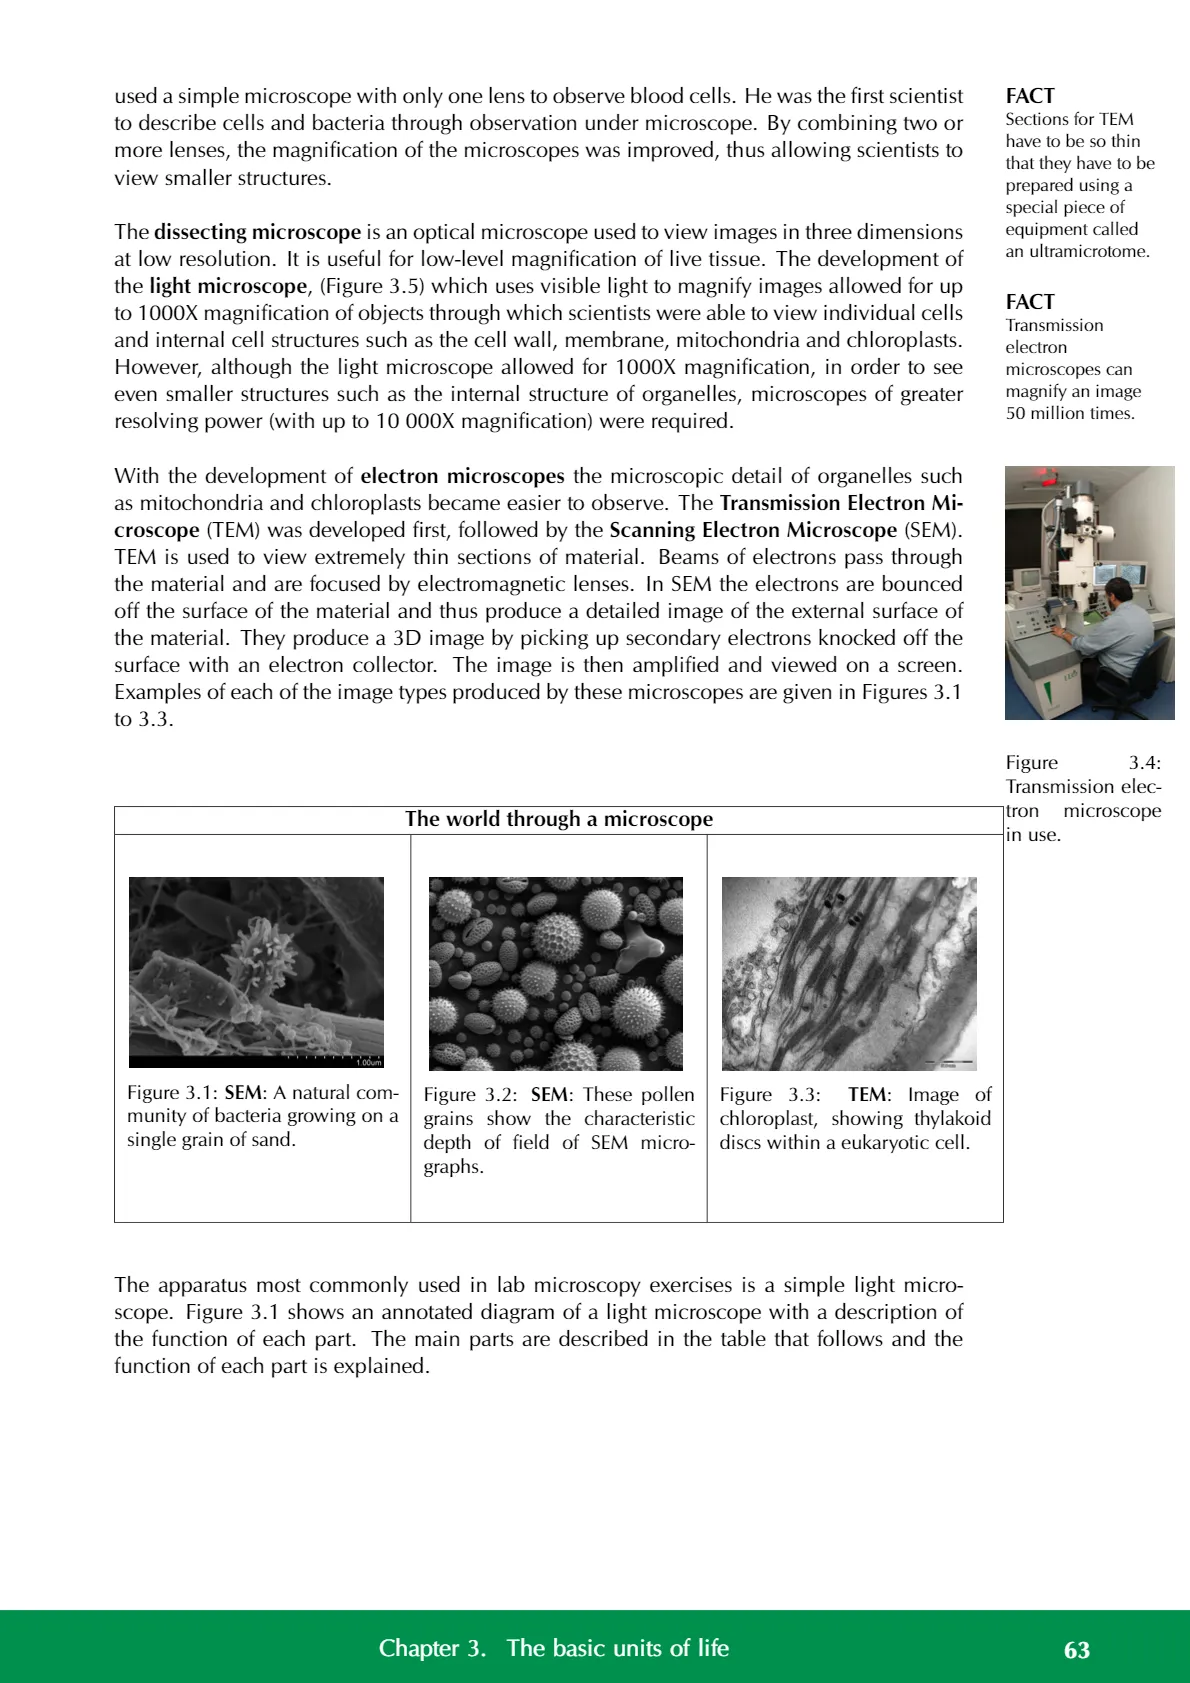 used a simple microscope with only one lens to observe blood cells. He was the first scientist
to describe cells and bacteria through observation under microscope. By combining two or
more lenses, the magnification of the microscopes was improved, thus allowing scientists to
view smaller structures.
The dissecting microscope is an optical microscope used to view images in three dimensions
at low resolution. It is useful for low-level magnification of live tissue. The development of
the light microscope, (Figure 3.5) which uses visible light to magnify images allowed for up
to 1000X magnification of objects through which scientists were able to view individual cells
and internal cell structures such as the cell wall, membrane, mitochondria and chloroplasts.
However, although the light microscope allowed for 1000X magnification, in order to see
even smaller structures such as the internal structure of organelles, microscopes of greater
resolving power (with up to 10 000X magnification) were required.
With the development of electron microscopes the microscopic detail of organelles such
as mitochondria and chloroplasts became easier to observe. The Transmission Electron Mi-
croscope (TEM) was developed first, followed by the Scanning Electron Microscope (SEM).
TEM is used to view extremely thin sections of material. Beams of electrons pass through
the material and are focused by electromagnetic lenses. In SEM the electrons are bounced
off the surface of the material and thus produce a detailed image of the external surface of
the material. They produce a 3D image by picking up secondary electrons knocked off the
surface with an electron collector. The image is then amplified and viewed on a screen.
Examples of each of the image types produced by these microscopes are given in Figures 3.1
to 3.3.
FACT
Sections for TEM
have to be so thin
that they have to be
prepared using a
special piece of
equipment called
an ultramicrotome.
FACT
Transmission
electron
microscopes can
magnify an image
50 million times.
Figure 3.4:
Transmission elec-
tron microscope
in use.
The world through a microscope
1.00um
Figure 3.1: SEM: A natural com-
munity of bacteria growing on a
single grain of sand.
Figure 3.2: SEM: These pollen
grains show the characteristic
depth of field of SEM micro-
graphs.
Figure 3.3: TEM: Image of
chloroplast, showing thylakoid
discs within a eukaryotic cell.
The apparatus most commonly used in lab microscopy exercises is a simple light micro-
scope. Figure 3.1 shows an annotated diagram of a light microscope with a description of
the function of each part. The main parts are described in the table that follows and the
function of each part is explained.
Chapter 3. The basic units of life
63